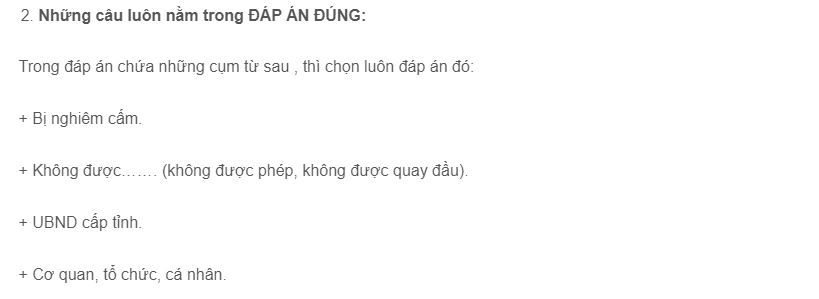 2. Những câu luôn nằm trong ĐÁP ÁN ĐÚNG:
Trong đáp án chứa những cụm từ sau , thì chọn luôn đáp án đó:
+ Bị nghiêm cấm.
+ Không được……. (không được phép, không được quay đầu).
+ UBND cấp tỉnh.
+ Cơ quan, tổ chức, cá nhân.